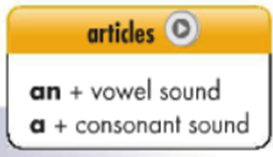 articles
an + vowel sound
a + consonant sound